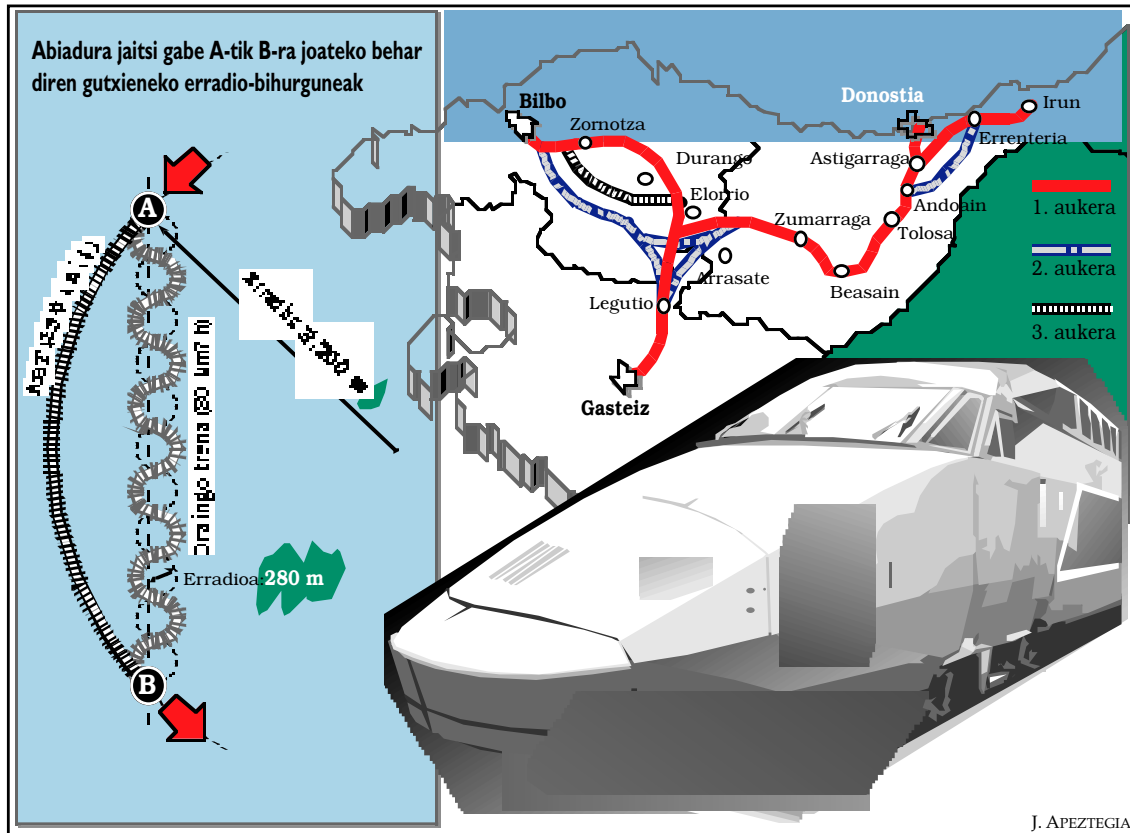 Abiadura jaitsi gabe A-tik B-ra joateko behar
diren gutxieneko erradio-bihurguneak
A
B
Oraingo trena (80 km/h)
Erradioa:280 m
Bilbo
Zornotza
Durango
Elorrio
Donostia
Irun
Errenteria
Astigarraga
Andoain
Tolosa
Zumarraga
Beasain
Arrasate
Legutio
Gasteiz
1. aukera
2. aukera
3. aukera
J. APEZTEGIA